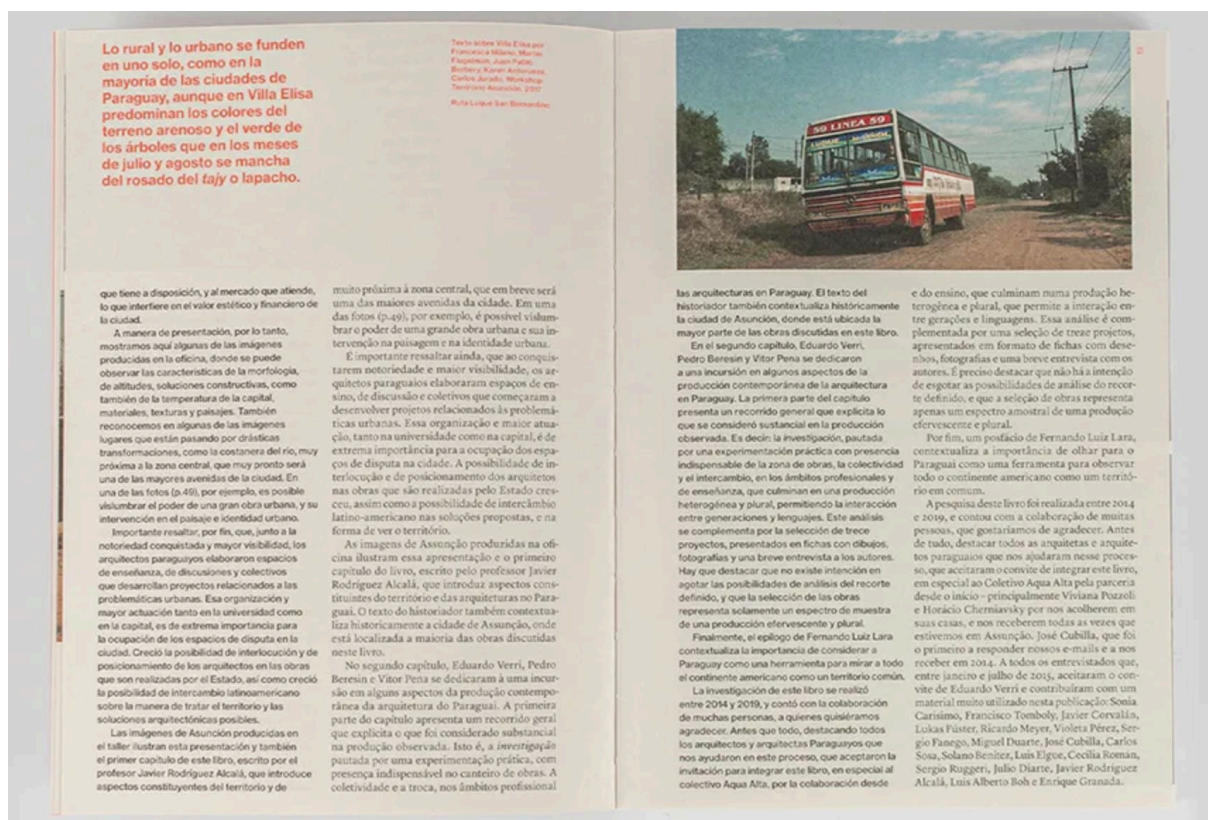 Lo rural y lo urbano se funden
en uno solo, como en la
mayoría de las ciudades de
Paraguay, aunque en Villa Elisa
predominan los colores del
terreno arenoso y el verde de
los árboles que en los meses
de julio y agosto se mancha
del rosado del tajy o lapacho.
Texto sobre Villa Elisa por
Francesca Milano, Martin
Flugelman, Juan Pablo
Carlos Jurado, Workshop
Territorio Asunción, 2017
Ruta Luque San Bernardino
que tiene a disposición, y al mercado que atiende,
lo que interfiere en el valor estético y financiero de
la ciudad.
A manera de presentación, por lo tanto,
mostramos aquí algunas de las imágenes
producidas en la oficina, donde se puede
observar las características de la morfología,
de altitudes, soluciones constructivas, como
también de la temperatura de la capital,
materiales, texturas y paisajes. También
reconocemos en algunas de las imágenes
lugares que están pasando por drásticas
transformaciones, como la costanera del río, muy
próxima a la zona central, que muy pronto será
una de las mayores avenidas de la ciudad. En
una de las fotos (p.49), por ejemplo, es posible
vislumbrar el poder de una gran obra urbana, y su
intervención en el paisaje e identidad urbano.
Importante resaltar, por fin, que, junto a la
notoriedad conquistada y mayor visibilidad, los
arquitectos paraguayos elaboraron espacios
de enseñanza, de discusiones y colectivos
que desarrollan proyectos relacionados a las
problemáticas urbanas. Esa organización y
mayor actuación tanto en la universidad como
en la capital, es de extrema importancia para
la ocupación de los espacios de disputa en la
ciudad. Creció la posibilidad de interlocución y de
posicionamiento de los arquitectos en las obras
que son realizadas por el Estado, así como creció
la posibilidad de intercambio latinoamericano
sobre la manera de tratar el territorio y las
soluciones arquitectónicas posibles.
Las imágenes de Asunción producidas en
el taller ilustran esta presentación y también
el primer capítulo de este libro, escrito por el
profesor Javier Rodríguez Alcalá, que introduce
aspectos constituyentes del territorio y de
muito próxima à zona central, que em breve será
uma das maiores avenidas da cidade. Em uma
das fotos (p.49), por exemplo, é possível vislum-
brar o poder de uma grande obra urbana e sua in-
tervenção na paisagem e na identidade urbana.
É importante ressaltar ainda, que ao conquis-
tarem notoriedade e maior visibilidade, os ar-
quitetos paraguaios elaboraram espaços de en-
sino, de discussão e coletivos que começaram a
desenvolver projetos relacionados às problemá-
ticas urbanas. Essa organização e maior atua-
ção, tanto na universidade como na capital, é de
extrema importância para a ocupação dos espa-
ços de disputa na cidade. A possibilidade de in-
terlocução e de posicionamento dos arquitetos
nas obras que são realizadas pelo Estado cres-
ceu, assim como a possibilidade de intercâmbio
latino-americano nas soluções propostas, e na
forma de ver o território.
As imagens de Assunção produzidas na ofi-
cina ilustram essa apresentação e o primeiro
capítulo do livro, escrito pelo professor Javier
Rodríguez Alcalá, que introduz aspectos cons-
tituintes do território e das arquiteturas no Para-
guai. O texto do historiador também contextua-
liza historicamente a cidade de Assunção, onde
está localizada a maioria das obras discutidas
neste livro.
No segundo capítulo, Eduardo Verri, Pedro
Beresin e Vitor Pena se dedicaram à uma incur-
são em alguns aspectos da produção contempo-
rânea da arquitetura do Paraguai. A primeira
parte do capítulo apresenta um recorrido geral
que explicita o que foi considerado substancial
na produção observada. Isto é, a investigação
pautada por uma experimentação prática, com
presença indispensável no canteiro de obras. A
coletividade e a troca, nos âmbitos profissional
59 LINEA 59
las arquitecturas en Paraguay. El texto del
historiador también contextualiza históricamente
la ciudad de Asunción, donde está ubicada la
mayor parte de las obras discutidas en este libro.
En el segundo capítulo, Eduardo Verri,
Pedro Beresin y Vitor Pena se dedicaron
a una incursión en algunos aspectos de la
producción contemporánea de la arquitectura
en Paraguay. La primera parte del capítulo
presenta un recorrido general que explicita lo
que se consideró sustancial en la producción
observada. Es decir: la investigación, pautada
por una experimentación práctica con presencia
indispensable de la zona de obras, la colectividad
y el intercambio, en los ámbitos profesionales y
de enseñanza, que culminan en una producción
heterogénea y plural, permitiendo la interacción
entre generaciones y lenguajes. Este análisis
se complementa por la selección de trece
proyectos, presentados en fichas con dibujos,
fotografías y una breve entrevista a los autores.
Hay que destacar que no existe intención en
agotar las posibilidades de análisis del recorte
definido, y que la selección de las obras
representa solamente un espectro de muestra
de una producción efervescente y plural.
Finalmente, el epílogo de Fernando Luiz Lara
contextualiza la importancia de considerar a
Paraguay como una herramienta para mirar a todo
el continente americano como un territorio común.
La investigación de este libro se realizó
entre 2014 y 2019, y contó con la colaboración
de muchas personas, a quienes quisiéramos
agradecer. Antes que todo, destacando todos
los arquitectos y arquitectas Paraguayos que
nos ayudaron en este proceso, que aceptaron la
invitación para integrar este libro, en especial al
colectivo Aqua Alta, por la colaboración desde
e do ensino, que culminam numa produção he-
terogênea e plural, que permite a interação en-
tre gerações e linguagens. Essa análise é com-
plementada por uma seleção de treze projetos,
apresentados em formato de fichas com dese-
nhos, fotografias e uma breve entrevista com os
autores. É preciso destacar que não há a intenção
de esgotar as possibilidades de análise do recor-
te definido, e que a seleção de obras representa
apenas um espectro amostral de uma produção
efervescente e plural.
Por fim, um posfácio de Fernando Luiz Lara,
contextualiza a importância de olhar para o
Paraguai como uma ferramenta para observar
todo o continente americano como um territó-
rio em comum.
A pesquisa deste livro foi realizada entre 2014
e 2019, e contou com a colaboração de muitas
pessoas, que gostaríamos de agradecer. Antes
de tudo, destacar todos as arquitetas e arquite-
tos paraguaios que nos ajudaram nesse proces-
so, que aceitaram o convite de integrar este livro,
em especial ao Coletivo Aqua Alta pela parceria
desde o início – principalmente Viviana Pozzoli
e Horácio Cherniavsky por nos acolherem em
suas casas, e nos receberem todas as vezes que
estivemos em Assunção. José Cubilla, que foi
o primeiro a responder nossos e-mails e a nos
receber em 2014. A todos os entrevistados que,
entre janeiro e julho de 2015, aceitaram o con-
vite de Eduardo Verri e contribuíram com um
material muito utilizado nesta publicação: Sonia
Carisimo, Francisco Tomboly, Javier Corvalán,
Lukas Fúster, Ricardo Meyer, Violeta Pérez, Ser-
gio Fanego, Miguel Duarte, José Cubilla, Carlos
Sosa, Solano Benítez, Luis Elgue, Cecilia Román,
Sergio Ruggeri, Julio Diarte, Javier Rodríguez
Alcalá, Luis Alberto Boh e Enrique Granada.